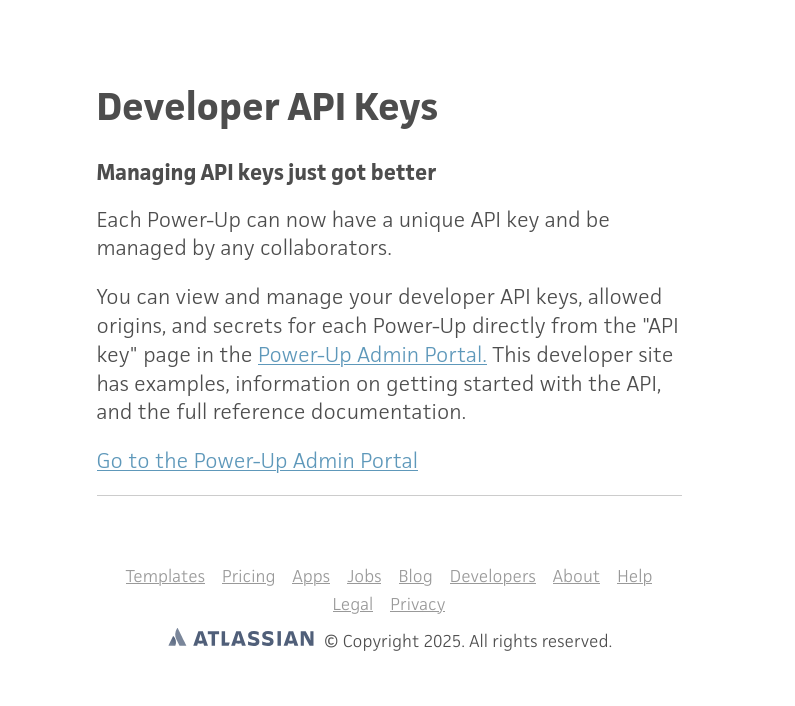 Developer API Keys
Managing API keys just got better
Each Power-Up can now have a unique API key and be
managed by any collaborators.
You can view and manage your developer API keys, allowed
origins, and secrets for each Power-Up directly from the "API
key" page in the Power-Up Admin Portal. This developer site
has examples, information on getting started with the API,
and the full reference documentation.
Go to the Power-Up Admin Portal
Templates Pricing Apps Jobs Blog Developers About Help
Legal Privacy
ATLASSIAN © Copyright 2025. All rights reserved.